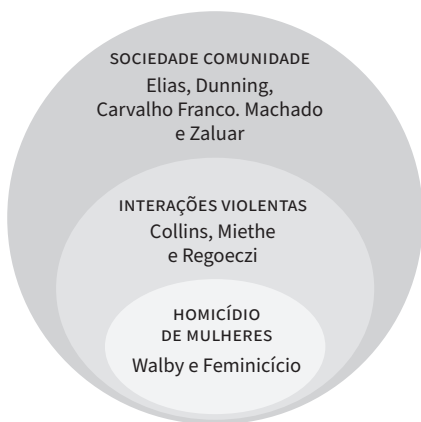 SOCIEDADE COMUNIDADE
Elias, Dunning,
Carvalho Franco. Machado
e Zaluar
INTERAÇÕES VIOLENTAS
Collins, Miethe
e Regoeczi
HOMICÍDIO
DE MULHERES
Walby e Feminicício